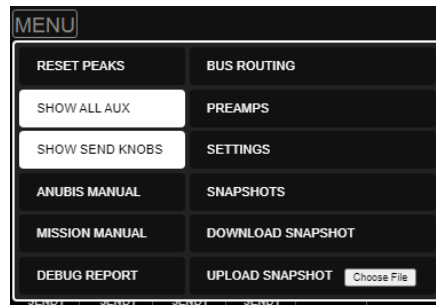 MENU
RESET PEAKS BUS ROUTING
SHOW ALL AUX PREAMPS
SHOW SEND KNOBS SETTINGS
ANUBIS MANUAL SNAPSHOTS
MISSION MANUAL DOWNLOAD SNAPSHOT
DEBUG REPORT UPLOAD SNAPSHOT Choose File